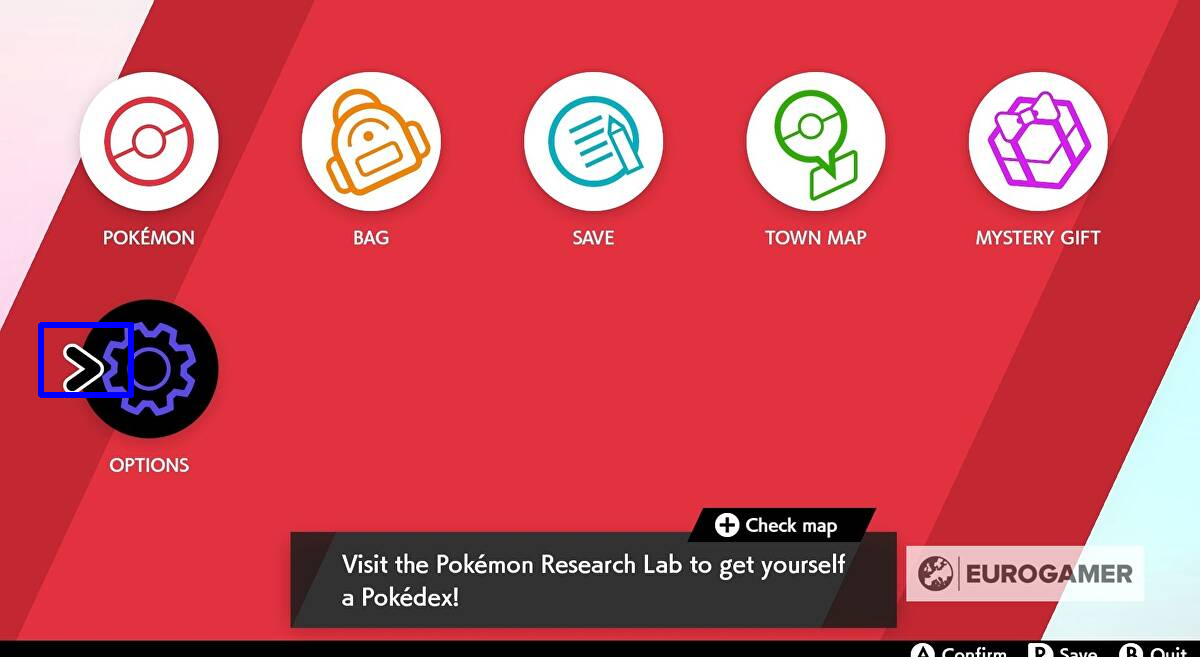 POKÉMON
BAG
SAVE
TOWN MAP
MYSTERY GIFT
OPTIONS
Check map
Visit the Pokémon Research Lab to get yourself
a Pokédex!
EUROGAMER
A Confirm R Save B Quit